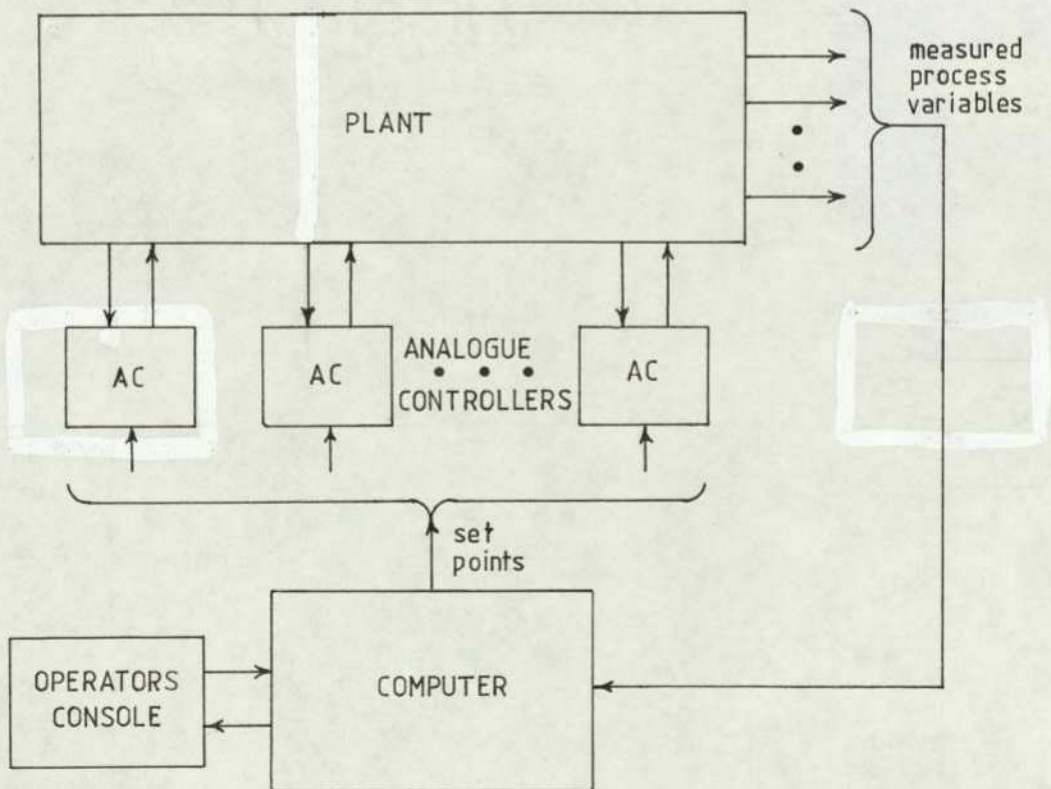 PLANT
measured
process
variables
AC
AC
ANALOGUE
CONTROLLERS
AC
set
points
OPERATORS
CONSOLE
COMPUTER